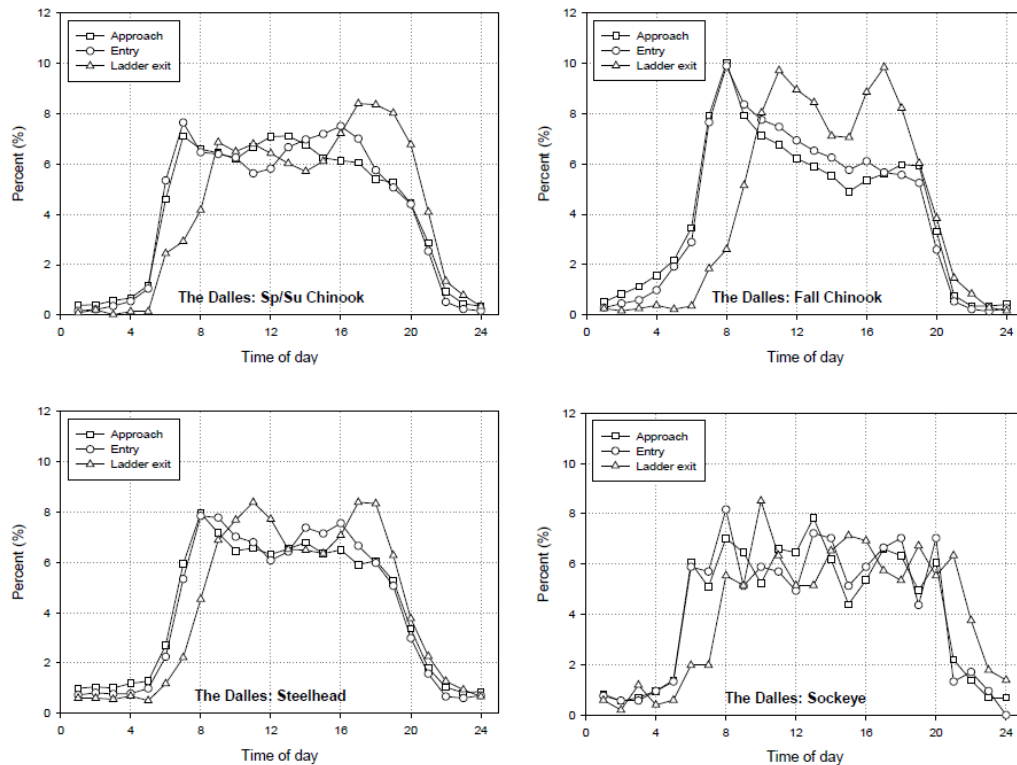 12
10
8
6
4
2
0
Percent (%)
Approach
Entry
Ladder exit
The Dalles: Sp/Su Chinook
0 4 8 12 16 20 24
Time of day
12
10
8
6
4
2
0
Percent (%)
Approach
Entry
Ladder exit
The Dalles: Fall Chinook
0 4 8 12 16 20 24
Time of day
12
10
8
6
4
2
0
Percent (%)
Approach
Entry
Ladder exit
The Dalles: Steelhead
0 4 8 12 16 20 24
Time of day
12
10
8
6
4
2
0
Percent (%)
Approach
Entry
Ladder exit
The Dalles: Sockeye
0 4 8 12 16 20 24
Time of day